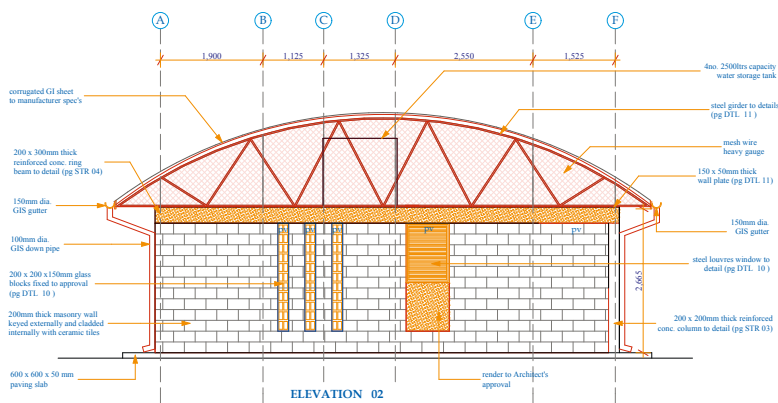 A B C D E F
1,900 1,125 1,325 2,550 1,525
4no. 2500ltrs capacity
water storage tank
corrugated GI sheet
to manufacturer spec's
steel girder to details
(pg DTL 11 )
mesh wire
heavy gauge
200 x 300mm thick
reinforced conc. ring
beam to detail (pg STR 04)
150 x 50mm thick
wall plate (pg DTL 11)
150mm dia.
GIS gutter
150mm dia.
GIS gutter
100mm dia.
GIS down pipe
pv pv pv pv pv
steel louvres window to
detail (pg DTL 10 )
2,665
200 x 200 x150mm glass
blocks fixed to approval
(pg DTL 10 )
200mm thick masonry wall
keyed externally and cladded
internally with ceramic tiles
200 x 200mm thick reinforced
conc. column to detail (pg STR 03)
600 x 600 x 50 mm
paving slab
render to Architect's
approval
ELEVATION 02